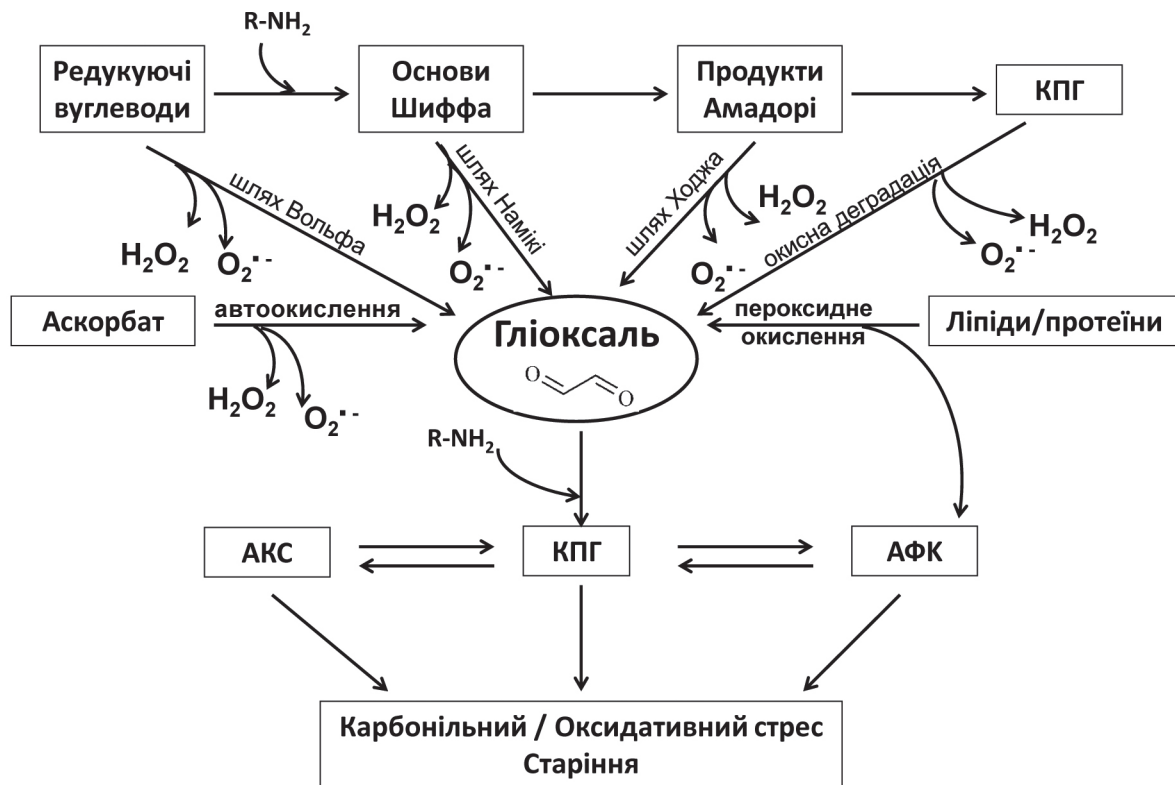 R-NH₂
Редукуючі
вуглеводи
Основи
Шиффа
Продукти
Амадорі
КПГ
шлях Вольфа
H₂O₂
O₂·-
шлях Намікі
H₂O₂
O₂·-
шлях Ходжа
H₂O₂
O₂·-
окисна деградація
H₂O₂
O₂·-
Аскорбат
автоокислення
H₂O₂
O₂·-
Гліоксаль
O
O
пероксидне
окислення
Ліпіди/протеїни
R-NH₂
АКС
КПГ
АФК
Карбонільний / Оксидативний стрес
Старіння